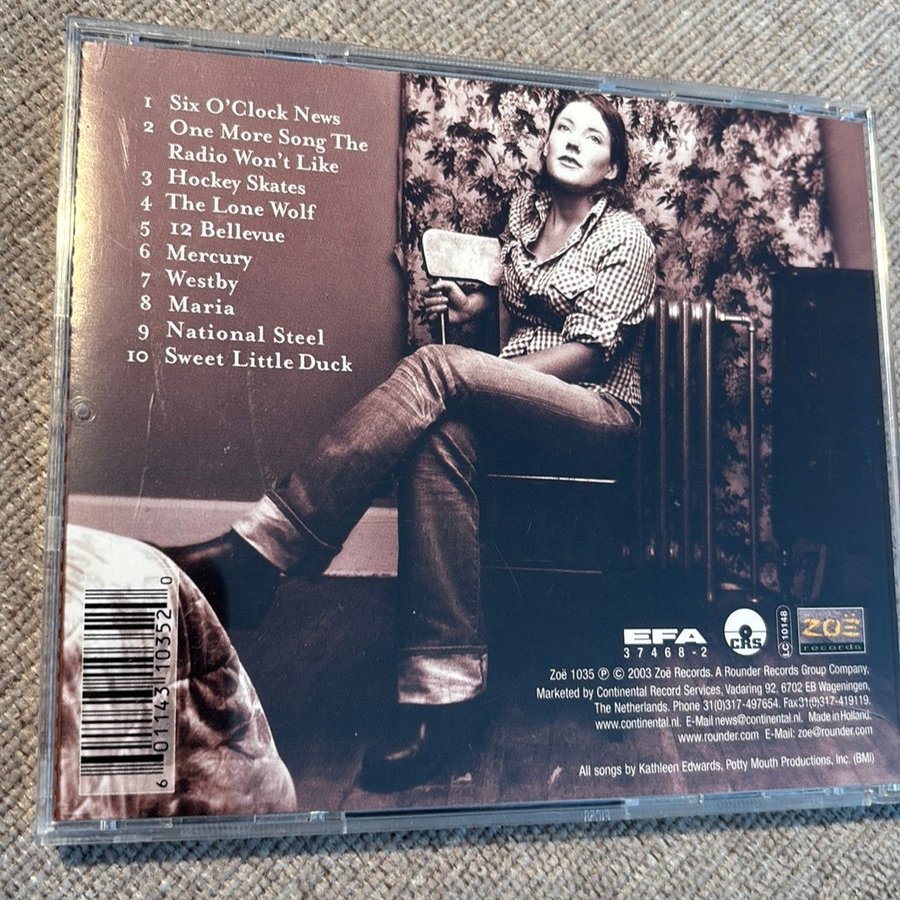 1 Six O'Clock News
2 One More Song The
Radio Won't Like
3 Hockey Skates
4 The Lone Wolf
5 12 Bellevue
6 Mercury
7 Westby
8 Maria
9 National Steel
10 Sweet Little Duck
6 01143 10352 0
EFA
37468-2
CRS
LC 10148
ZOË
records
Zoë 1035 ℗ © 2003 Zoë Records. A Rounder Records Group Company,
Marketed by Continental Record Services, Vadaring 92, 6702 EB Wageningen,
The Netherlands. Phone 31(0)317-497654. Fax31(0)317-419119.
www.continental.nl. E-Mail news@continental.nl. Made in Holland.
www.rounder.com E-Mail: zoe@rounder.com
All songs by Kathleen Edwards, Potty Mouth Productions, Inc. (BMI)